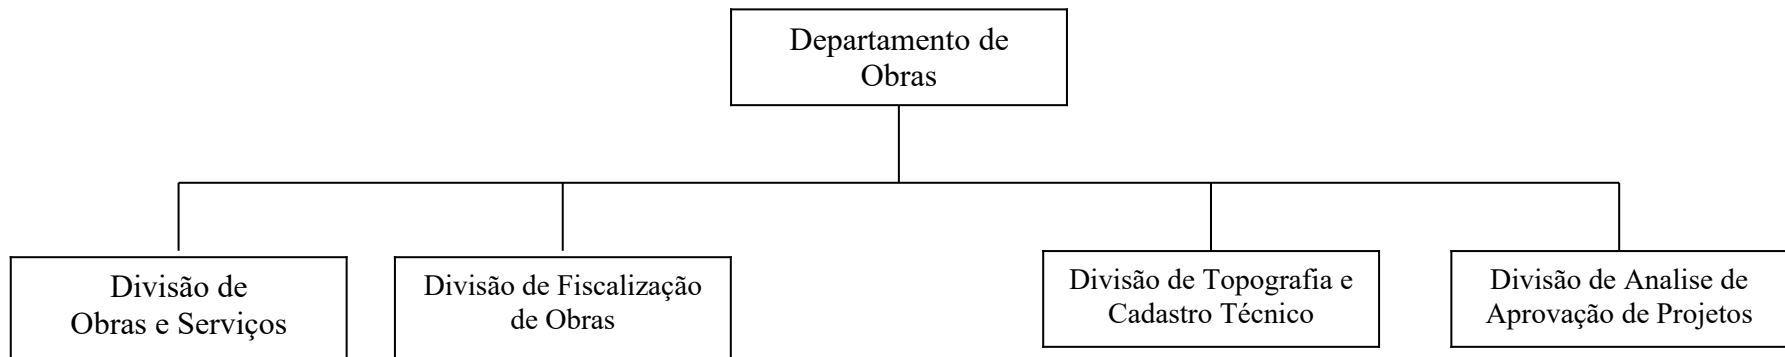 Departamento de
Obras
Divisão de
Obras e Serviços
Divisão de Fiscalização
de Obras
Divisão de Topografia e
Cadastro Técnico
Divisão de Analise de
Aprovação de Projetos